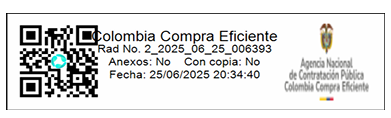 Colombia Compra Eficiente
Rad No. 2_2025_06_25_006393
Anexos: No Con copia: No
Fecha: 25/06/2025 20:34:40
Agencia Nacional
de Contratación Pública
Colombia Compra Eficiente